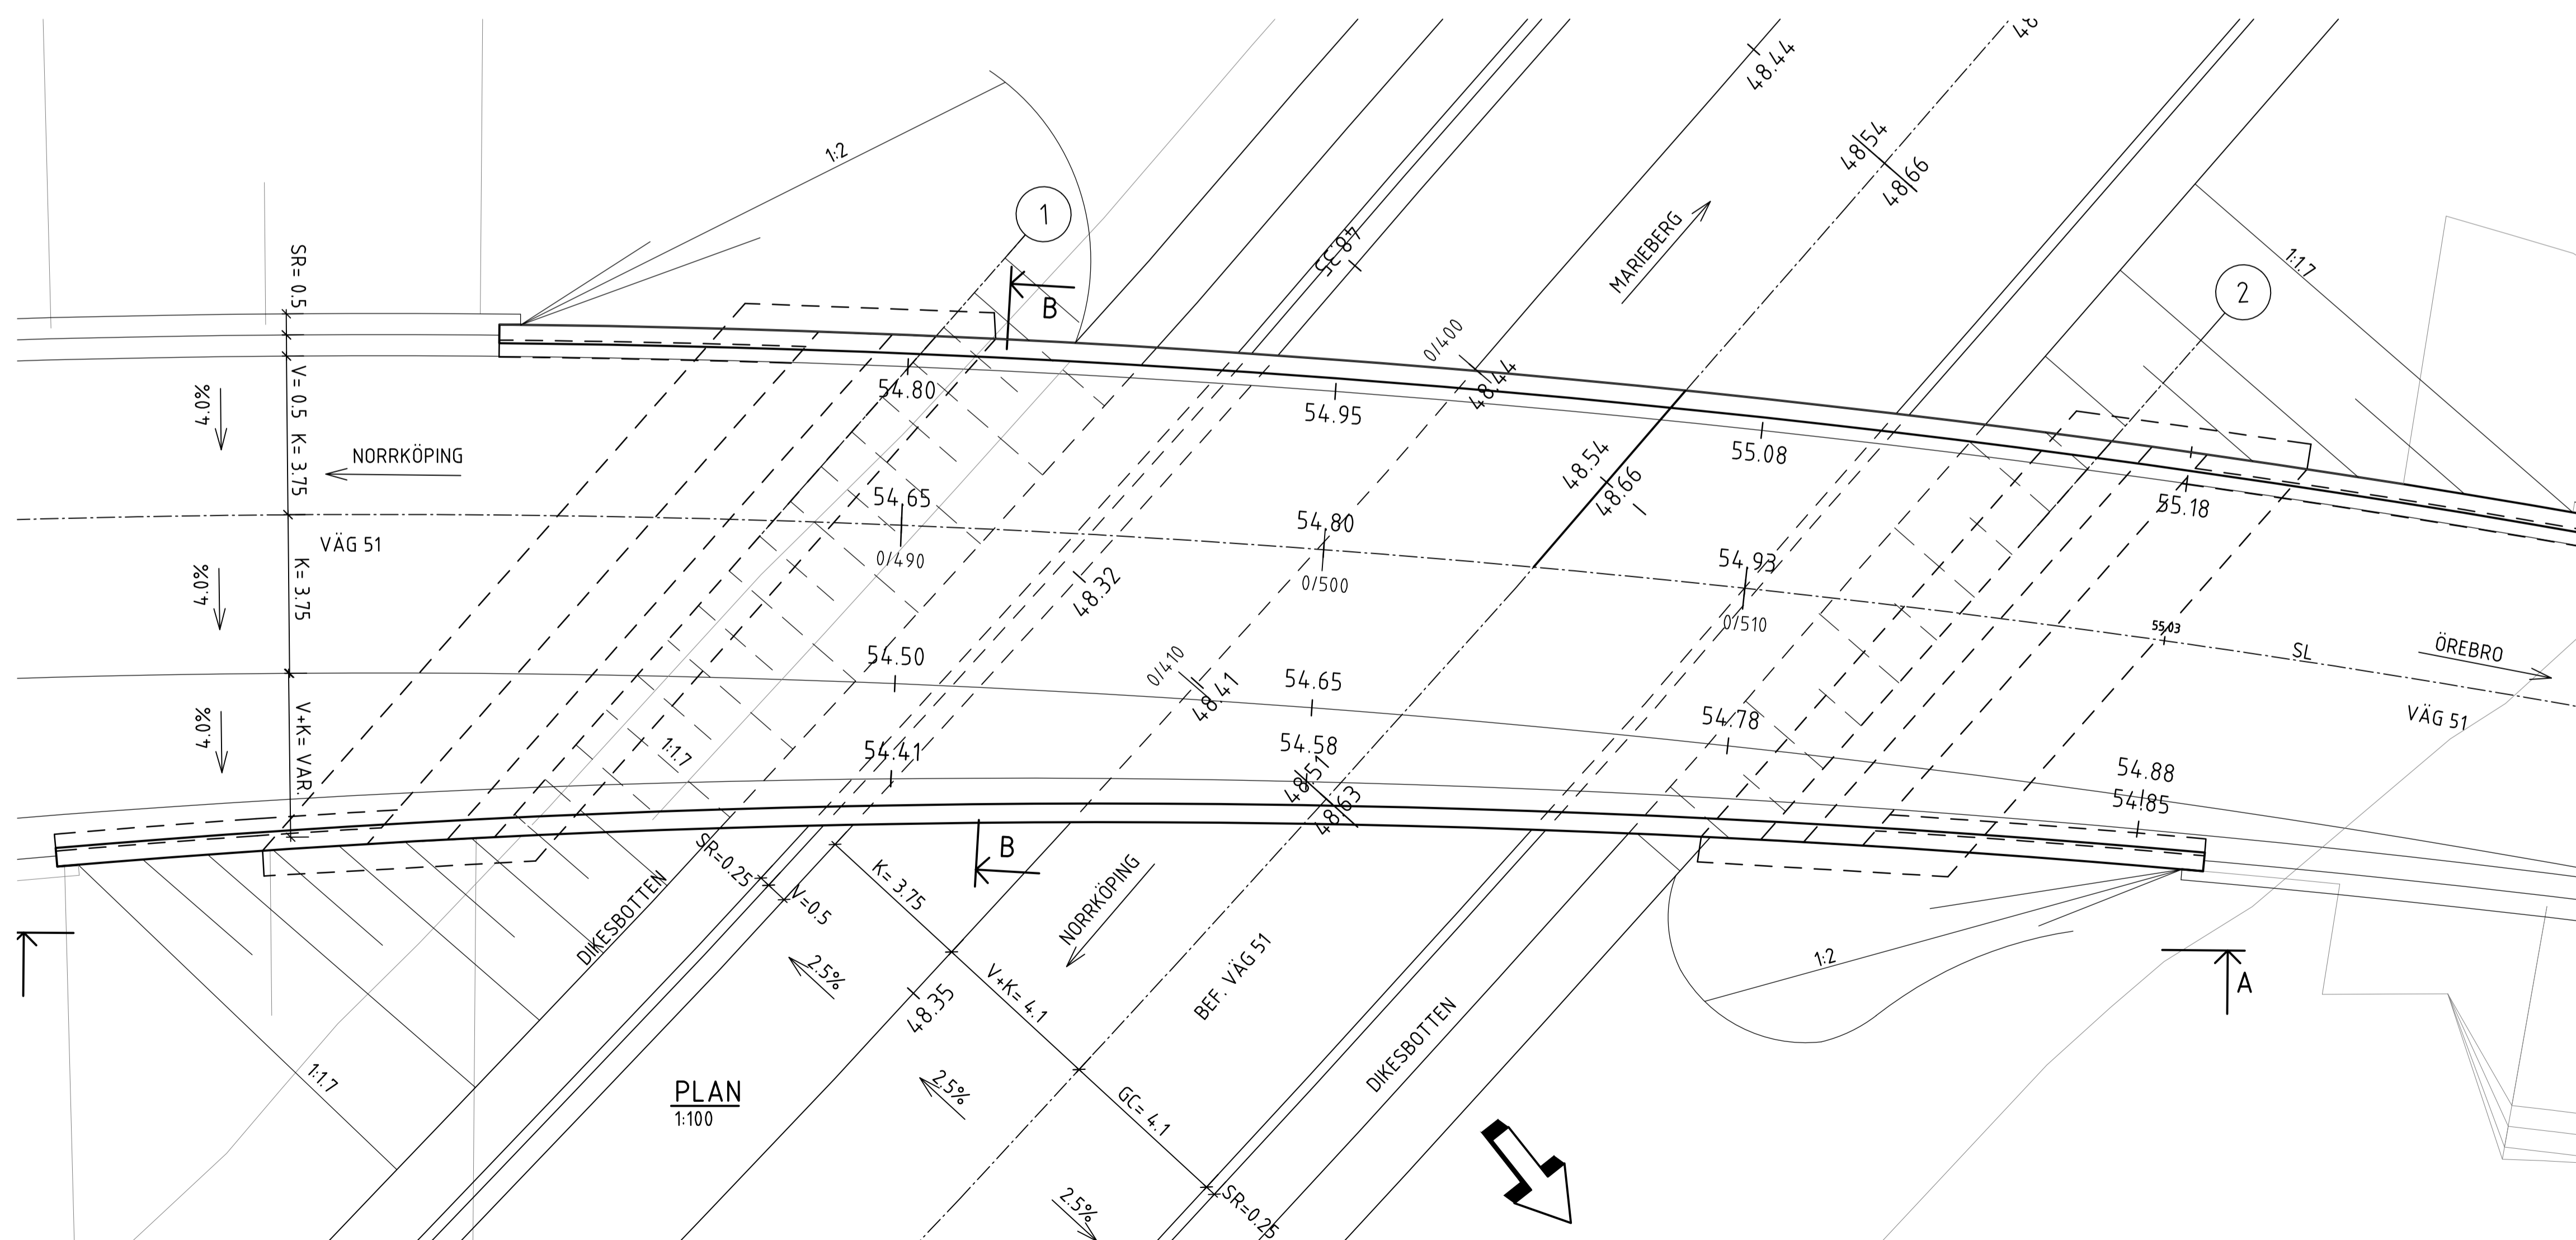 48.44
1:2
48.54
48.66
1
48.35
MARIEBERG
1:1.7
2
SR= 0.5
B
0/400
4.0%
V= 0.5
K= 3.75
54.80
54.95
48.44
55.08
NORRKÖPING
48.54
48.66
54.65
54.80
55.18
VÄG 51
0/490
0/500
54.93
48.32
0/510
4.0%
K= 3.75
55.03
SL
ÖREBRO
54.50
0/410
48.41
54.65
54.78
VÄG 51
4.0%
V+K= VAR.
1:1.7
54.41
54.58
48.51
48.63
54.88
54.85
SR=0.25
B
K= 3.75
V=0.5
DIKESBOTTEN
NORRKÖPING
2.5%
BEF. VÄG 51
1:2
A
48.35
V+K= 4.1
DIKESBOTTEN
1:1.7
PLAN
1:100
2.5%
GC= 4.1
2.5%
SR=0.25